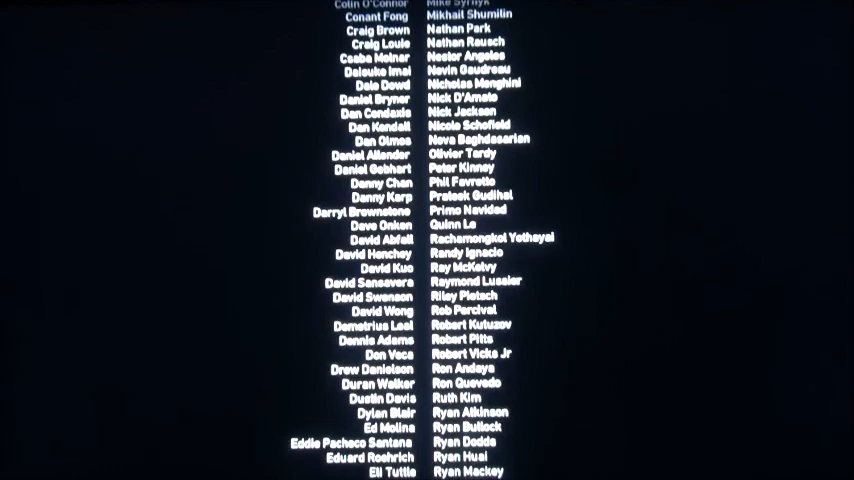 Colin O'Connor Mike Syrnyk
Conant Fong Mikhail Shumilin
Craig Brown Nathan Park
Craig Louie Nathan Rausch
Csaba Molnar Nestor Angeles
Daisuke Imai Nevin Gaudreau
Dale Dowd Nicholas Menghini
Daniel Bryner Nick D'Amato
Dan Condaxis Nick Jackson
Dan Kendall Nicole Schofield
Dan Olmos Nova Baghdasarian
Daniel Allender Olivier Tardy
Daniel Gebhart Peter Kinney
Danny Chan Phil Favretto
Danny Karp Prateek Gudihal
Darryl Brownstone Primo Navidad
Dave Onken Quinn Le
David Abfall Rachamongkol Yothayai
David Henchey Randy Ignacio
David Kuo Ray McKelvy
David Sansavera Raymond Lussier
David Swenson Riley Pietsch
David Wong Rob Percival
Demetrius Leal Robert Kutuzov
Dennis Adams Robert Pitts
Don Veca Robert Vicks Jr
Drew Danielson Ron Andaya
Duran Walker Ron Quevedo
Dustin Davis Ruth Kim
Dylan Blair Ryan Atkinson
Ed Molina Ryan Bullock
Eddie Pacheco Santana Ryan Dodds
Eduard Roehrich Ryan Huai
Eli Tuttle Ryan Mackey